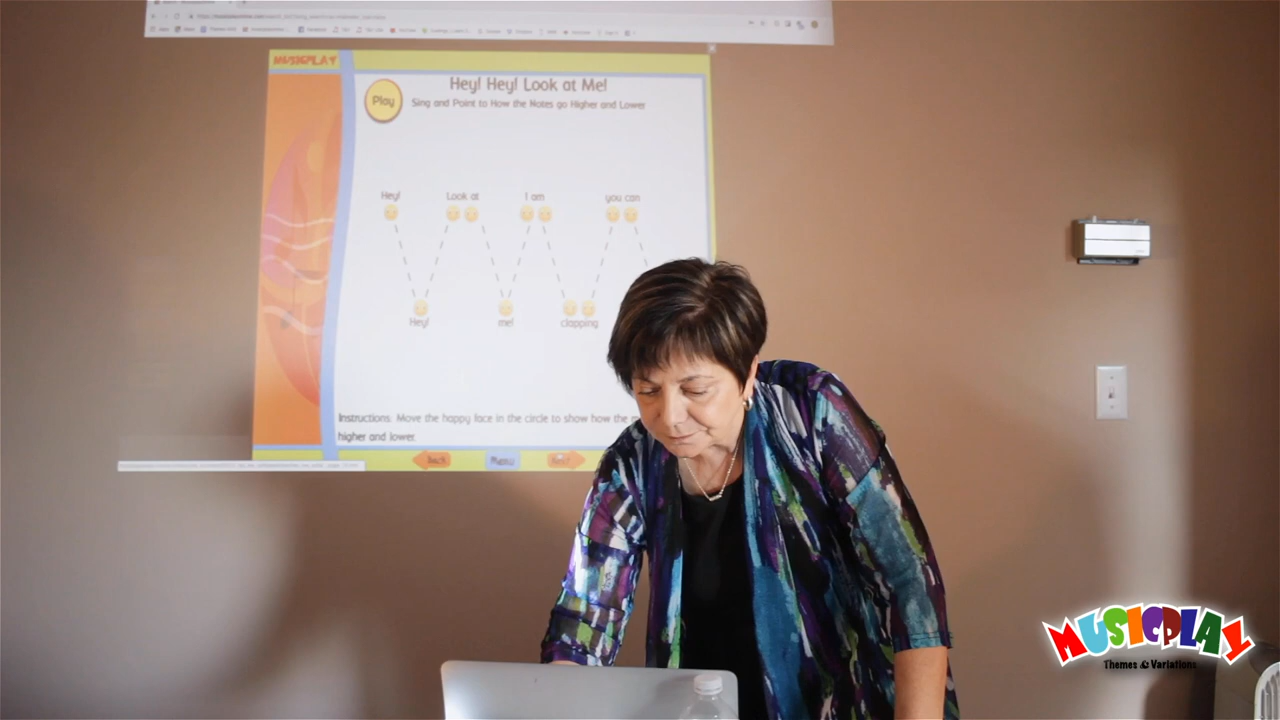 MUSICPLAY
Hey! Hey! Look at Me!
Play
Sing and Point to How the Notes go Higher and Lower
Hey! Look at I am you can
Hey! me! clapping
Instructions: Move the happy face in the circle to show how the
higher and lower.
Back Menu Next
MUSICPLAY
Themes & Variations